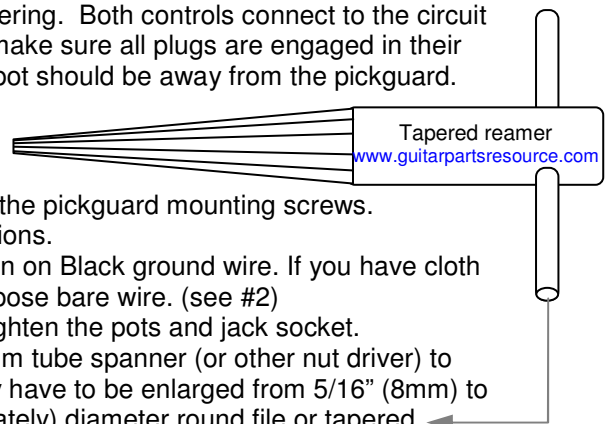 ering. Both controls connect to the circuit
make sure all plugs are engaged in their
pot should be away from the pickguard.
Tapered reamer
www.guitarpartsresource.com
the pickguard mounting screws.
ions.
n on Black ground wire. If you have cloth
pose bare wire. (see #2)
ghten the pots and jack socket.
m tube spanner (or other nut driver) to
y have to be enlarged from 5/16” (8mm) to
ately) diameter round file or tapered